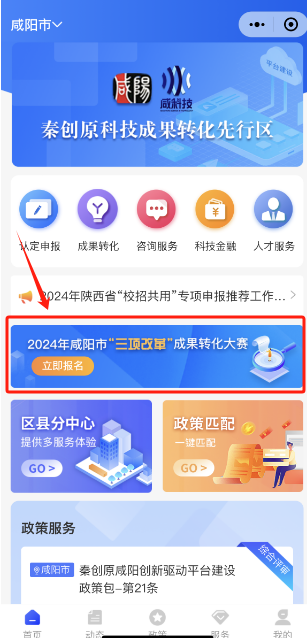 咸阳市
平台建设
咸陽
咸科技
秦创原科技成果转化先行区
认定申报
成果转化
咨询服务
科技金融
人才服务
2024年陕西省“校招共用”专项申报推荐工作...
2024年咸阳市“三项改革”成果转化大赛
立即报名
区县分中心
提供多服务体验
GO >
政策匹配
一键匹配
GO >
政策服务
综合评审
咸阳市
秦创原咸阳创新驱动平台建设
政策包-第21条
首页
动态
政策
服务
我的